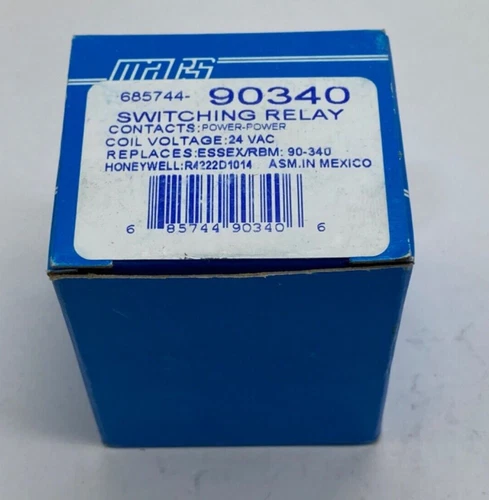 mars
685744- 90340
SWITCHING RELAY
CONTACTS:POWER-POWER
COIL VOLTAGE:24 VAC
REPLACES:ESSEX/RBM: 90-340
HONEYWELL:R4222D1014 ASM.IN MEXICO
6 85744 90340 6